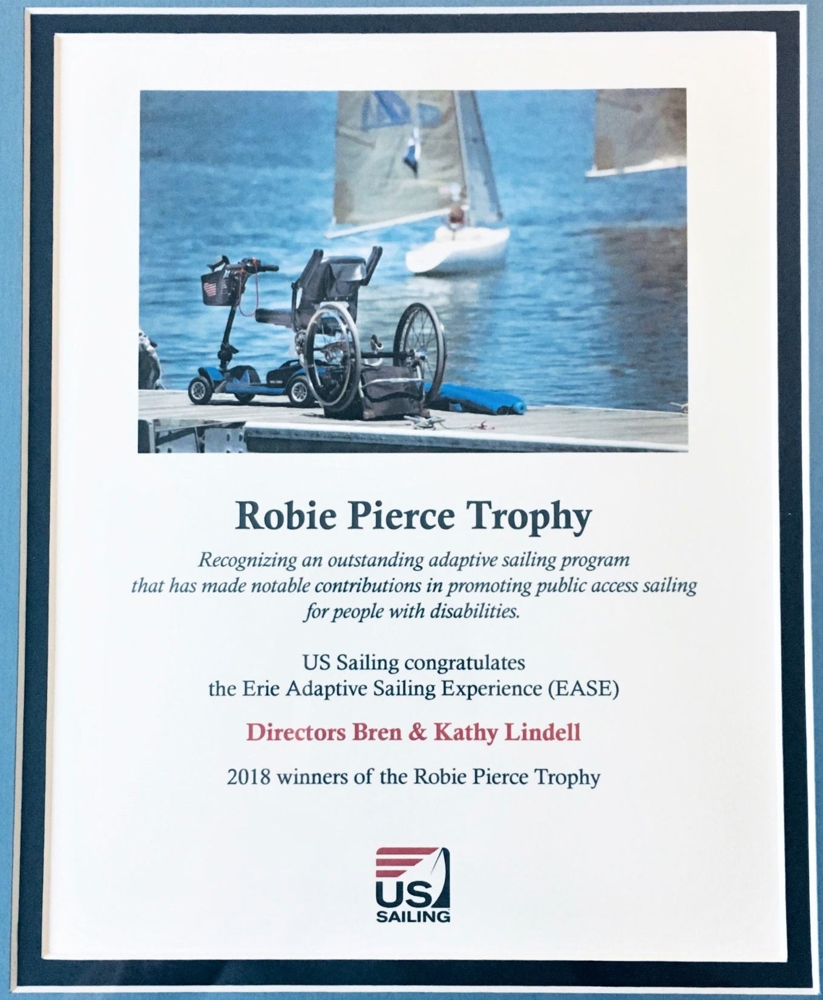 Robie Pierce Trophy
Recognizing an outstanding adaptive sailing program
that has made notable contributions in promoting public access sailing
for people with disabilities.
US Sailing congratulates
the Erie Adaptive Sailing Experience (EASE)
Directors Bren & Kathy Lindell
2018 winners of the Robie Pierce Trophy
US
SAILING